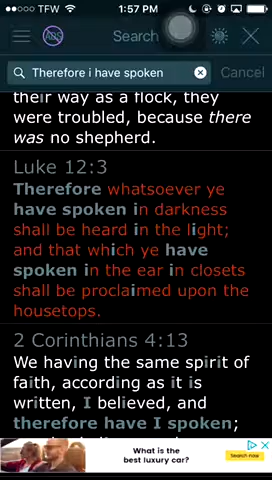 TFW 1:57 PM
ABC Search
Therefore i have spoken Cancel
their way as a flock, they
were troubled, because there
was no shepherd.
Luke 12:3
Therefore whatsoever ye
have spoken in darkness
shall be heard in the light;
and that which ye have
spoken in the ear in closets
shall be proclaimed upon the
housetops.
2 Corinthians 4:13
We having the same spirit of
faith, according as it is
written, I believed, and
therefore have I spoken;
What is the
best luxury car?
Search now